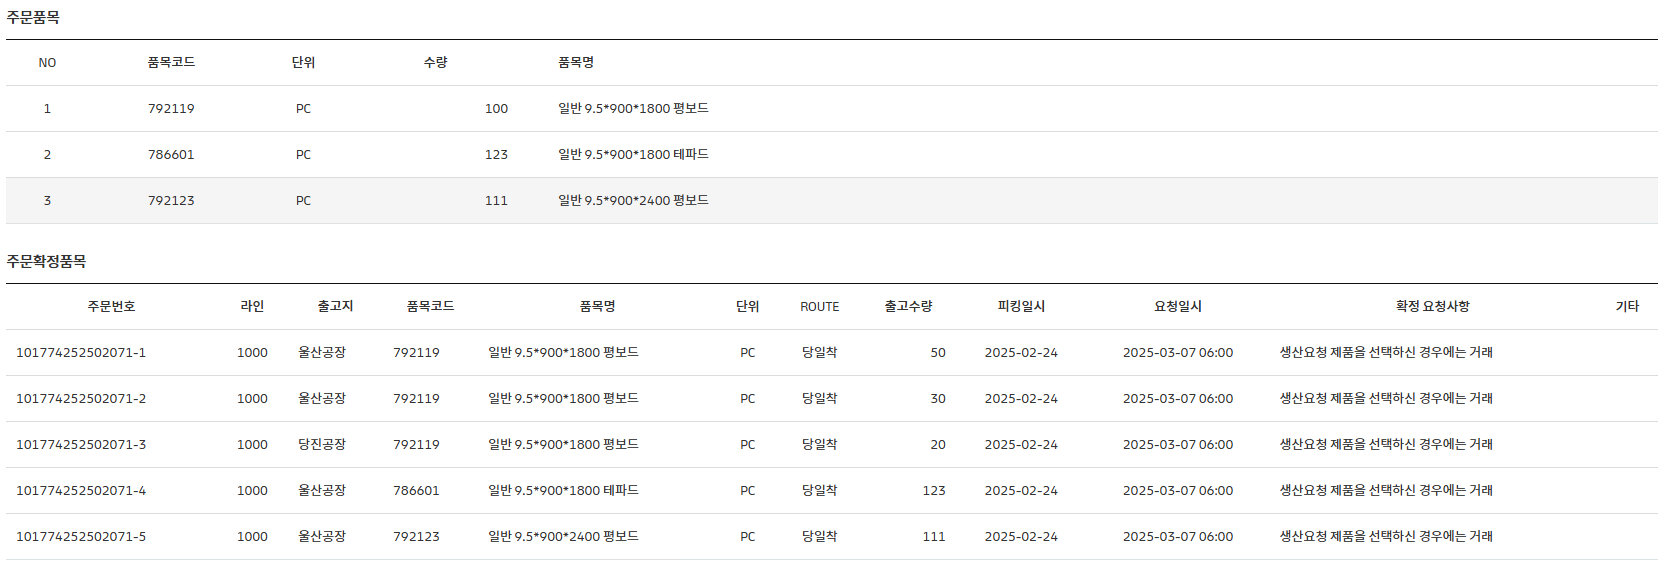 주문품목
NO 품목코드 단위 수량 품목명
1 792119 PC 100 일반 9.5*900*1800 평보드
2 786601 PC 123 일반 9.5*900*1800 테파드
3 792123 PC 111 일반 9.5*900*2400 평보드
주문확정품목
주문번호 라인 출고지 품목코드 품목명 단위 ROUTE 출고수량 피킹일시 요청일시 확정 요청사항 기타
101774252502071-1 1000 울산공장 792119 일반 9.5*900*1800 평보드 PC 당일착 50 2025-02-24 2025-03-07 06:00 생산요청 제품을 선택하신 경우에는 거래
101774252502071-2 1000 울산공장 792119 일반 9.5*900*1800 평보드 PC 당일착 30 2025-02-24 2025-03-07 06:00 생산요청 제품을 선택하신 경우에는 거래
101774252502071-3 1000 당진공장 792119 일반 9.5*900*1800 평보드 PC 당일착 20 2025-02-24 2025-03-07 06:00 생산요청 제품을 선택하신 경우에는 거래
101774252502071-4 1000 울산공장 786601 일반 9.5*900*1800 테파드 PC 당일착 123 2025-02-24 2025-03-07 06:00 생산요청 제품을 선택하신 경우에는 거래
101774252502071-5 1000 울산공장 792123 일반 9.5*900*2400 평보드 PC 당일착 111 2025-02-24 2025-03-07 06:00 생산요청 제품을 선택하신 경우에는 거래